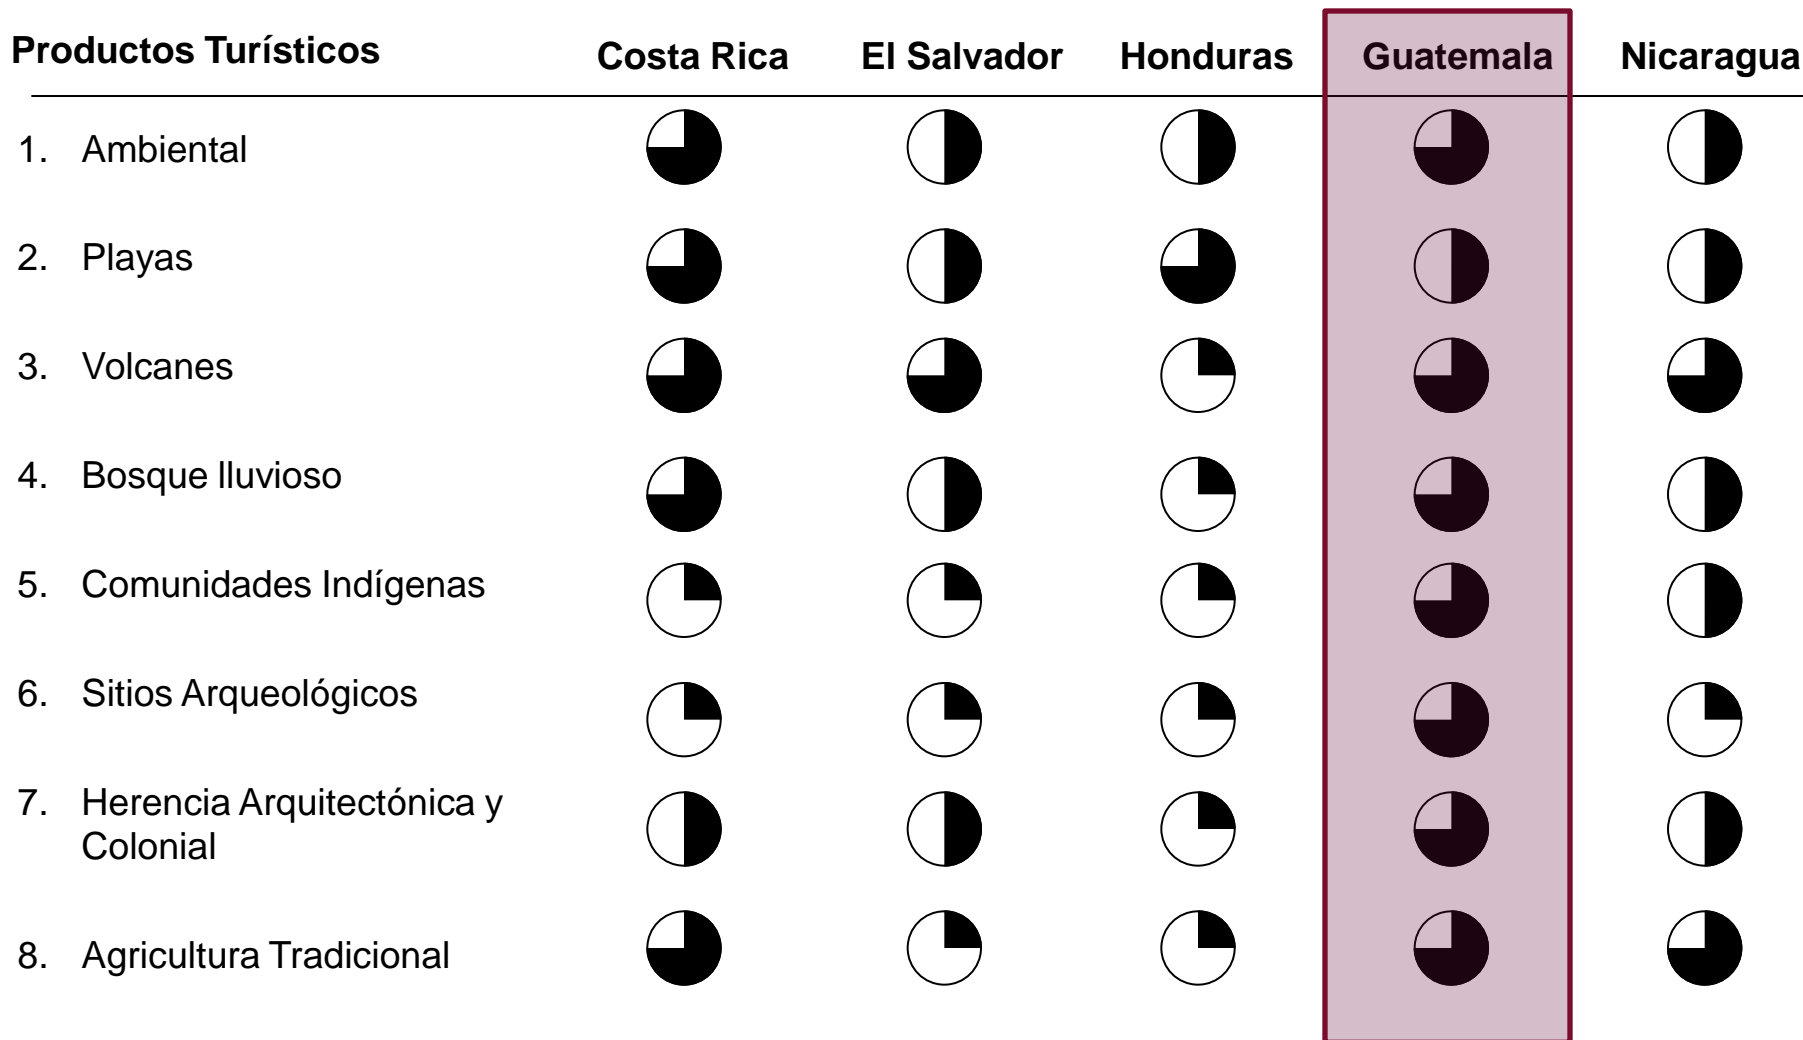 Productos Turísticos Costa Rica El Salvador Honduras Guatemala Nicaragua
1. Ambiental
2. Playas
3. Volcanes
4. Bosque lluvioso
5. Comunidades Indígenas
6. Sitios Arqueológicos
7. Herencia Arquitectónica y
Colonial
8. Agricultura Tradicional